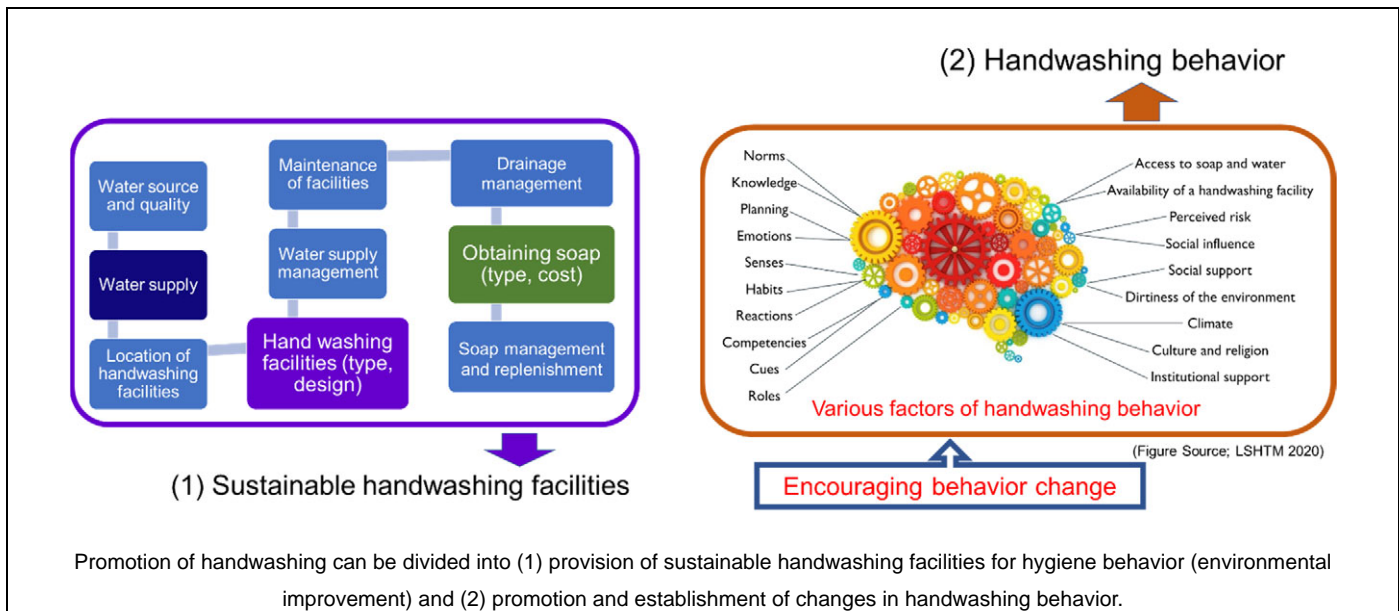 (2) Handwashing behavior
Water source
and quality
Water supply
Location of
handwashing
facilities
Maintenance
of facilities
Water supply
management
Hand washing
facilities (type,
design)
Drainage
management
Obtaining soap
(type, cost)
Soap management
and replenishment
(1) Sustainable handwashing facilities
Norms
Knowledge
Planning
Emotions
Senses
Habits
Reactions
Competencies
Cues
Roles
Access to soap and water
Availability of a handwashing facility
Perceived risk
Social influence
Social support
Dirtiness of the environment
Climate
Culture and religion
Institutional support
Various factors of handwashing behavior
(Figure Source; LSHTM 2020)
Encouraging behavior change
Promotion of handwashing can be divided into (1) provision of sustainable handwashing facilities for hygiene behavior (environmental
improvement) and (2) promotion and establishment of changes in handwashing behavior.